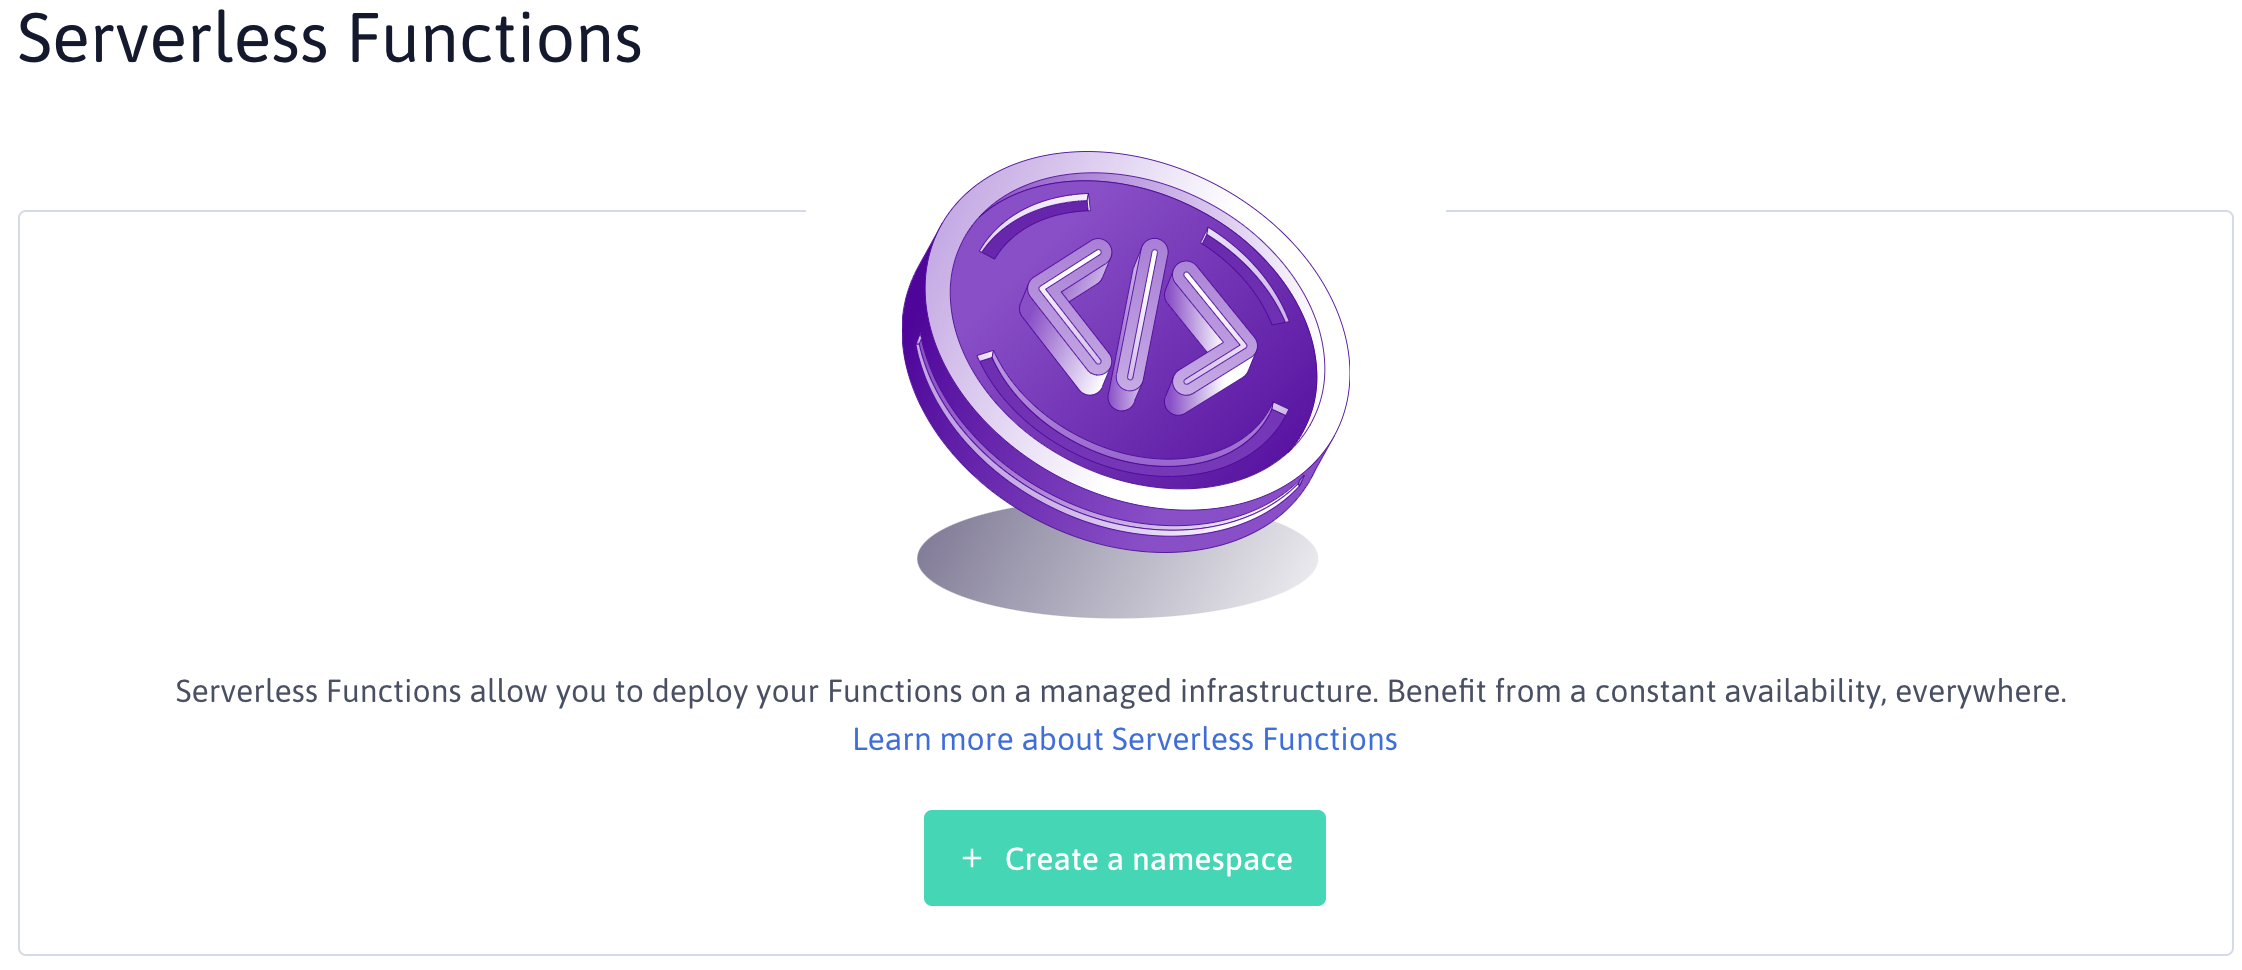 Serverless Functions
Serverless Functions allow you to deploy your Functions on a managed infrastructure. Benefit from a constant availability, everywhere.
Learn more about Serverless Functions
+ Create a namespace